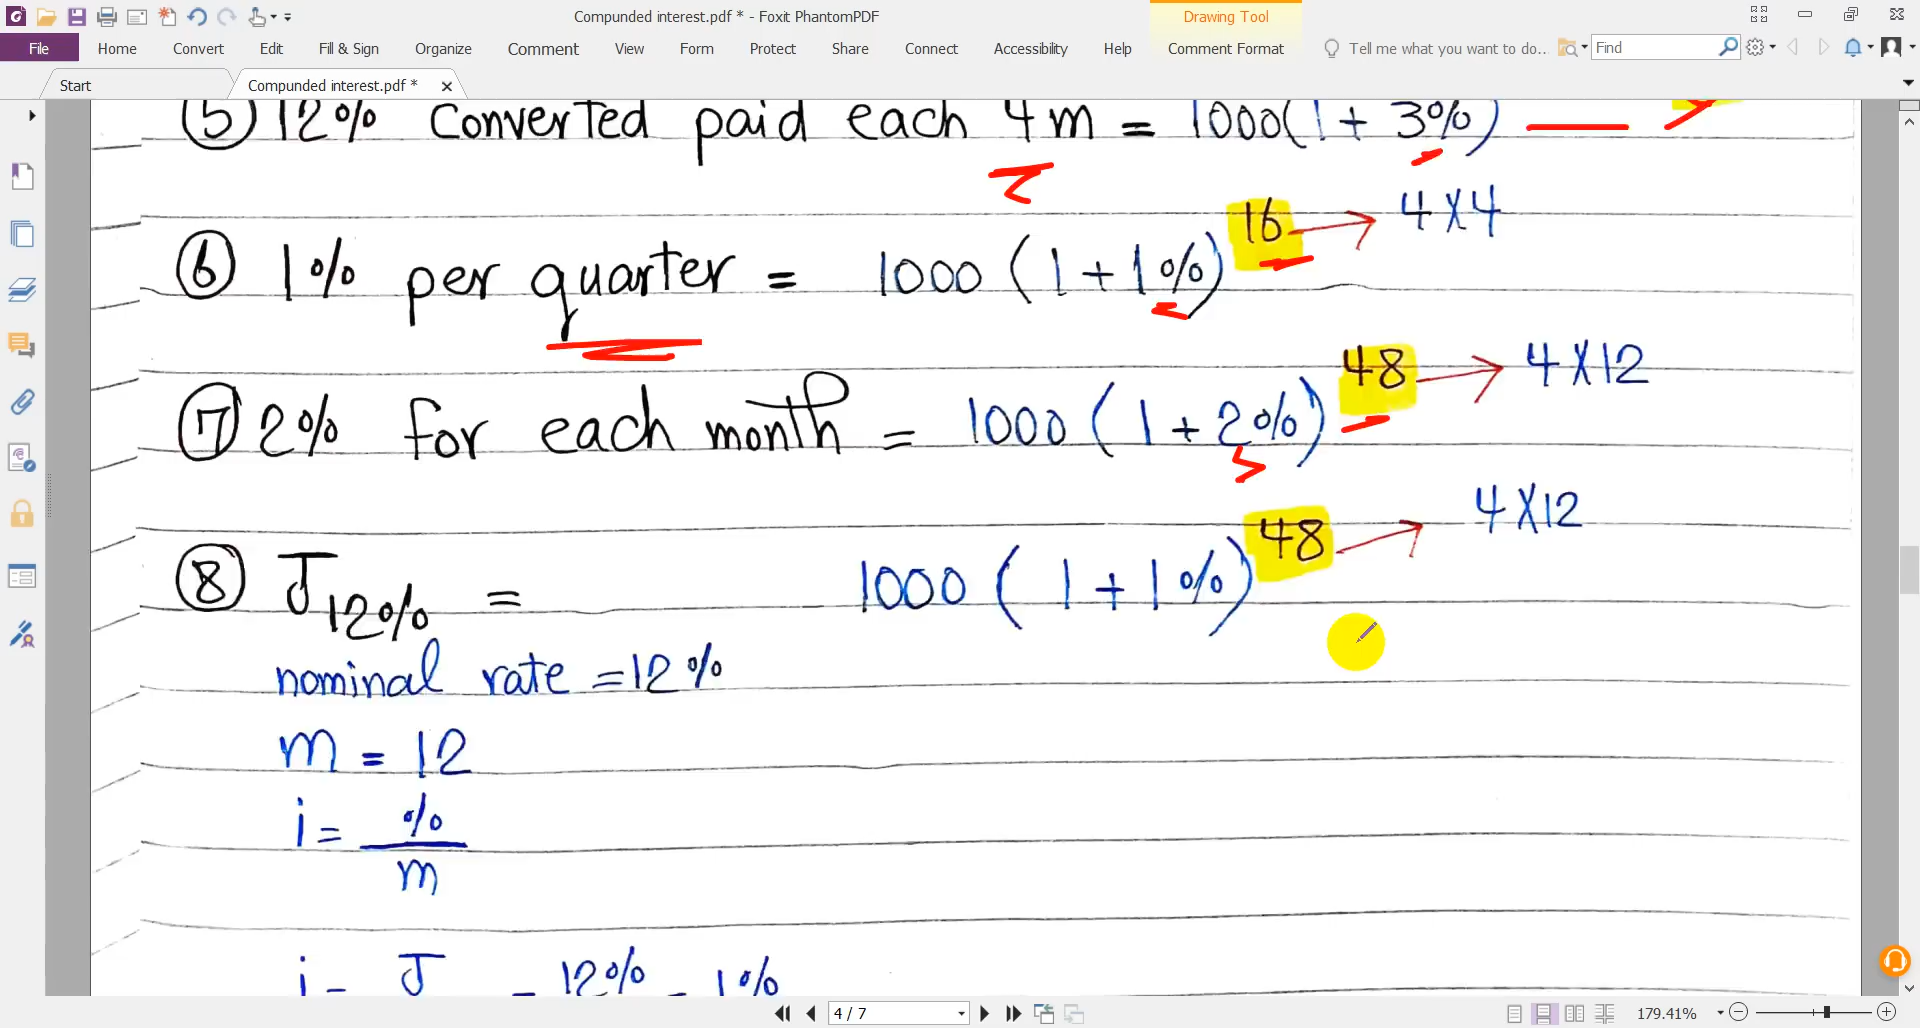 Compunded interest.pdf * - Foxit PhantomPDF
Drawing Tool
File Home Convert Edit Fill & Sign Organize Comment View Form Protect Share Connect Accessibility Help Comment Format Tell me what you want to do... Find
Start Compunded interest.pdf *
(5) 12% Converted paid each 4m = 1000(1 + 3%)
(6) 1% per quarter = 1000 (1 + 1%)^16 → 4 X 4
(7) 2% for each month = 1000 (1 + 2%)^48 → 4 X 12
(8) J12% = 1000 (1 + 1%)^48 → 4 X 12
nominal rate = 12%
m = 12
i = %/m
i = J = 12% = 1%
4 / 7 179.41%